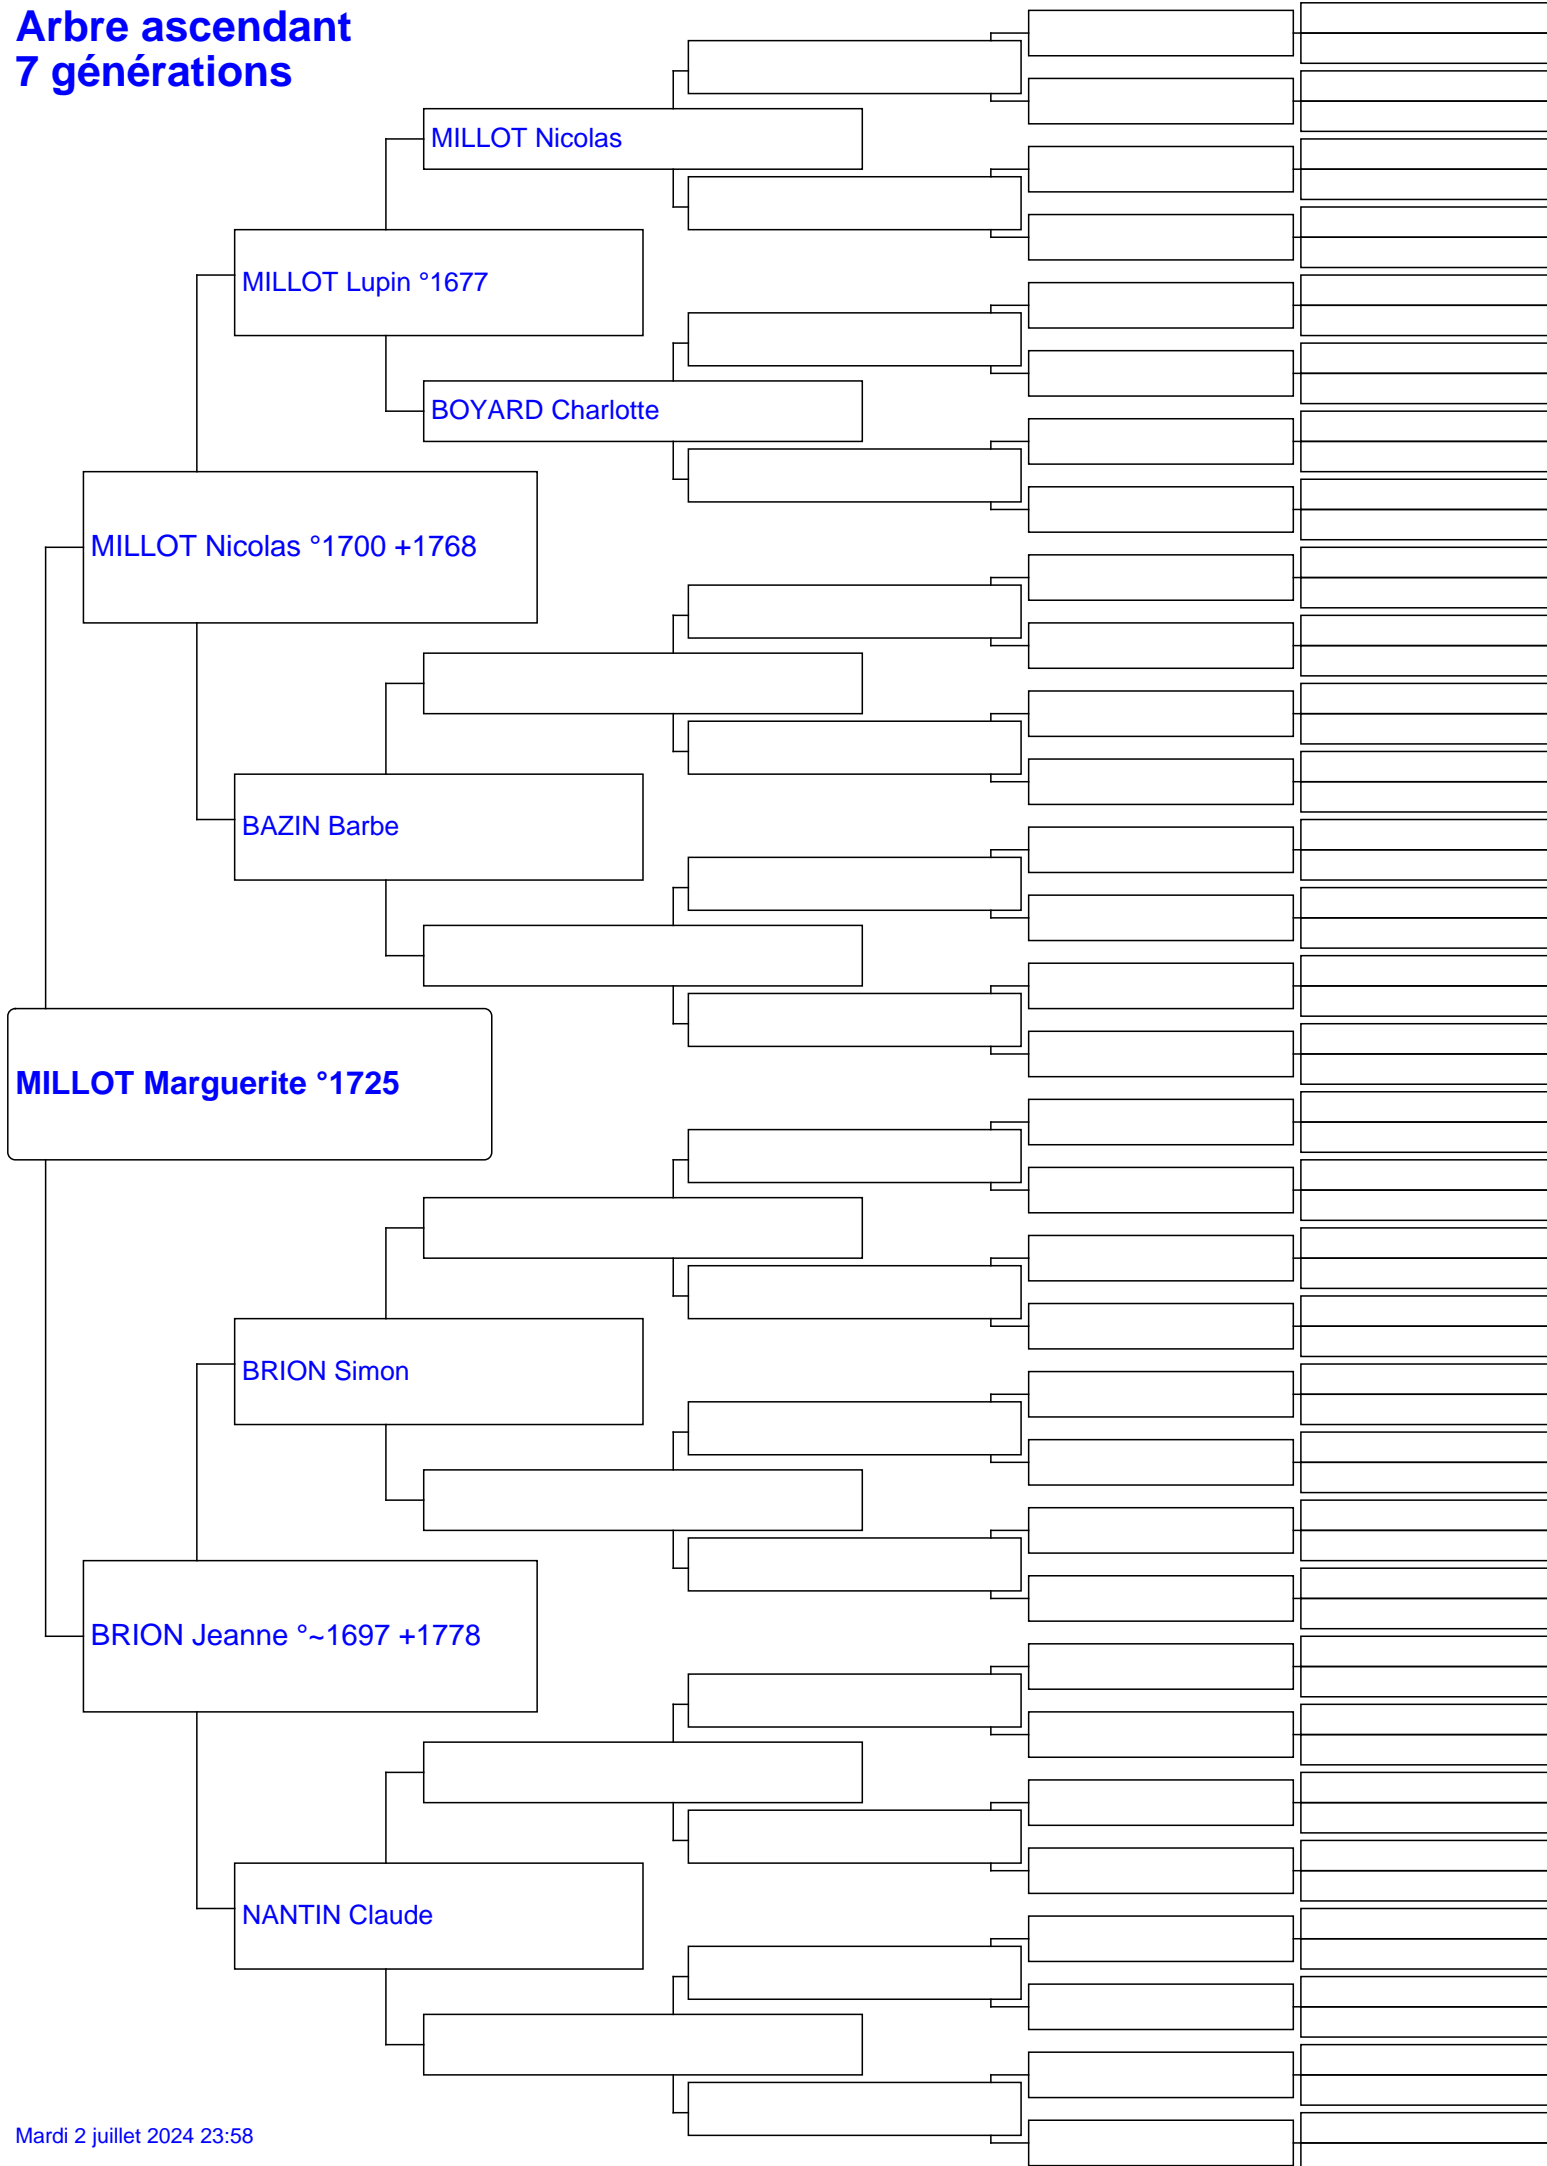 Arbre ascendant
7 générations
MILLOT Nicolas
MILLOT Lupin °1677
BOYARD Charlotte
MILLOT Nicolas °1700 +1768
BAZIN Barbe
MILLOT Marguerite °1725
BRION Simon
BRION Jeanne °~1697 +1778
NANTIN Claude
Mardi 2 juillet 2024 23:58